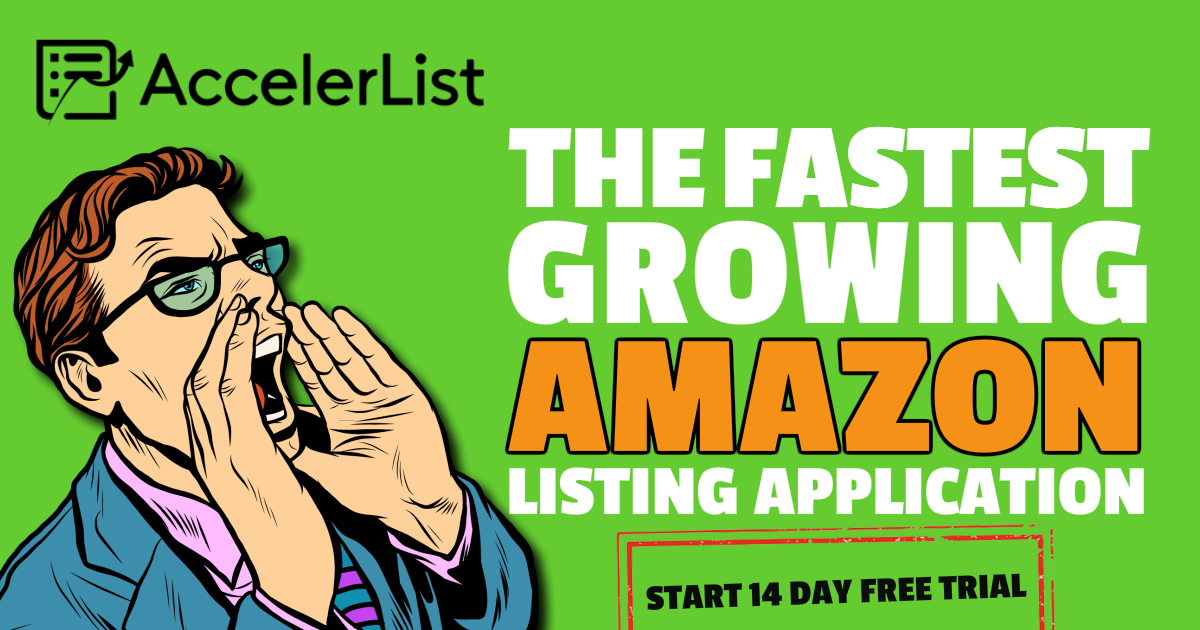 AccelerList
THE FASTEST
GROWING
AMAZON
LISTING APPLICATION
START 14 DAY FREE TRIAL